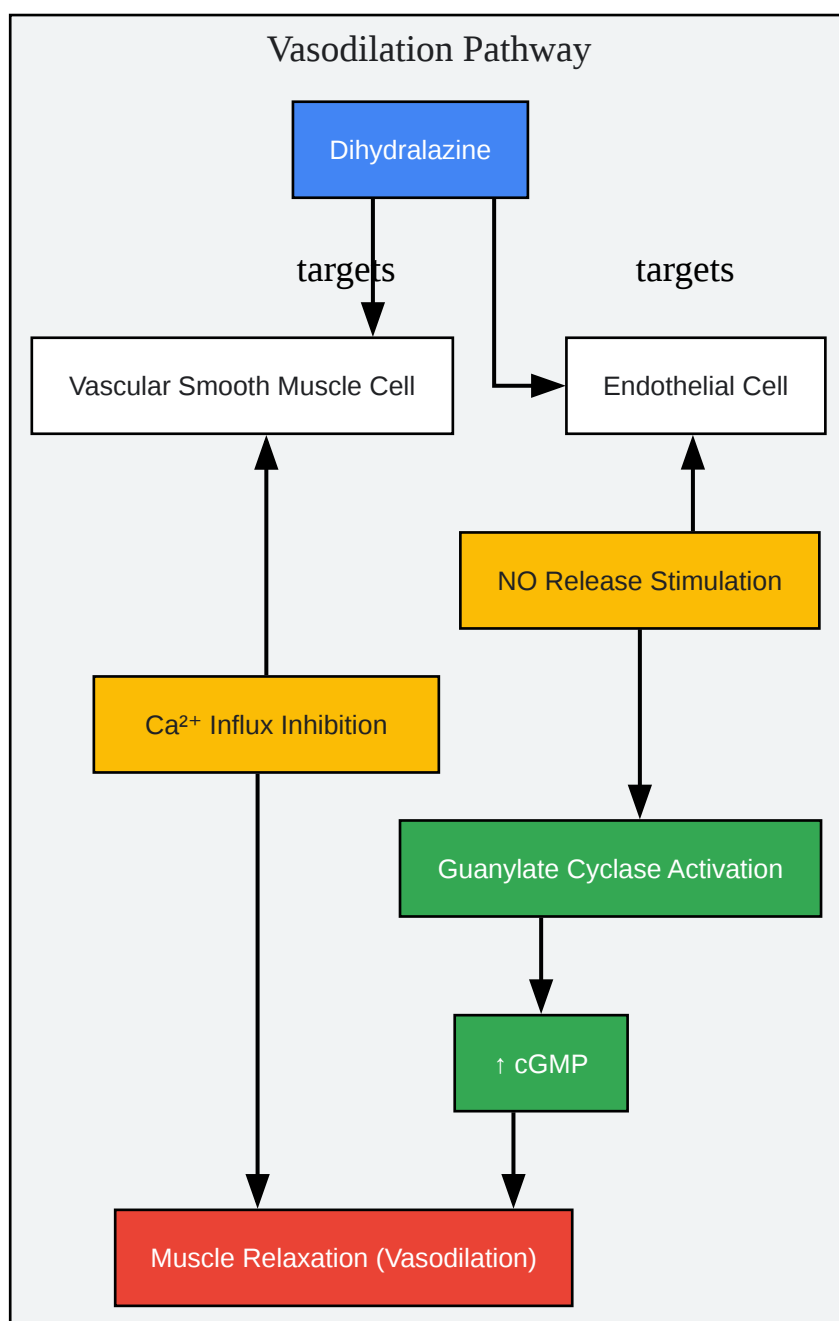 Vasodilation Pathway
Dihydralazine
targets
targets
Vascular Smooth Muscle Cell
Endothelial Cell
NO Release Stimulation
Ca²⁺ Influx Inhibition
Guanylate Cyclase Activation
↑ cGMP
Muscle Relaxation (Vasodilation)